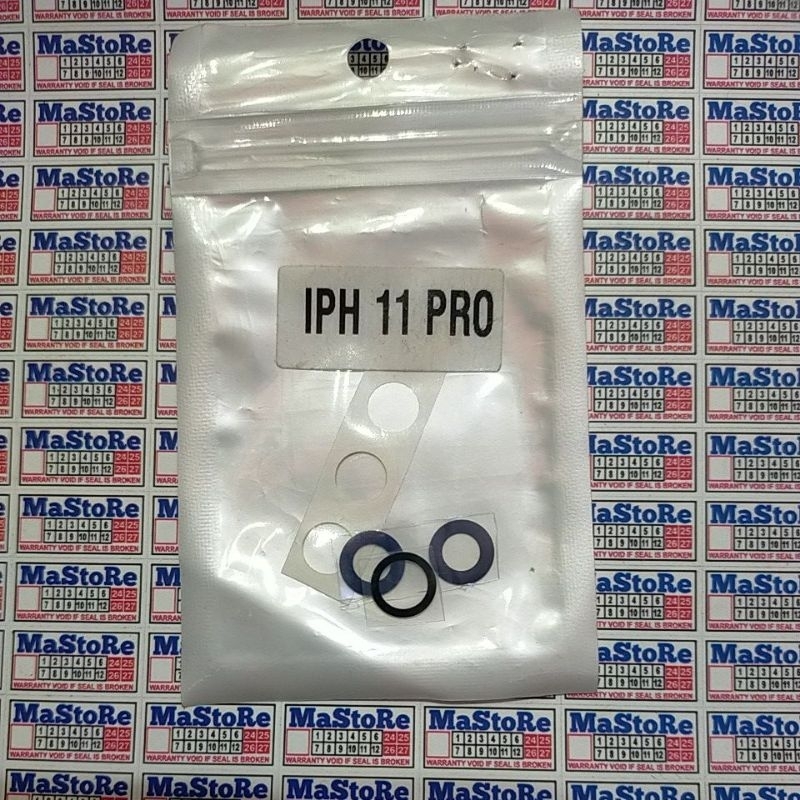 IPH 11 PRO
MaStoRe
1 2 3 4 5 6 24 25
7 8 9 10 11 12 26 27
WARRANTY VOID IF SEAL IS BROKEN